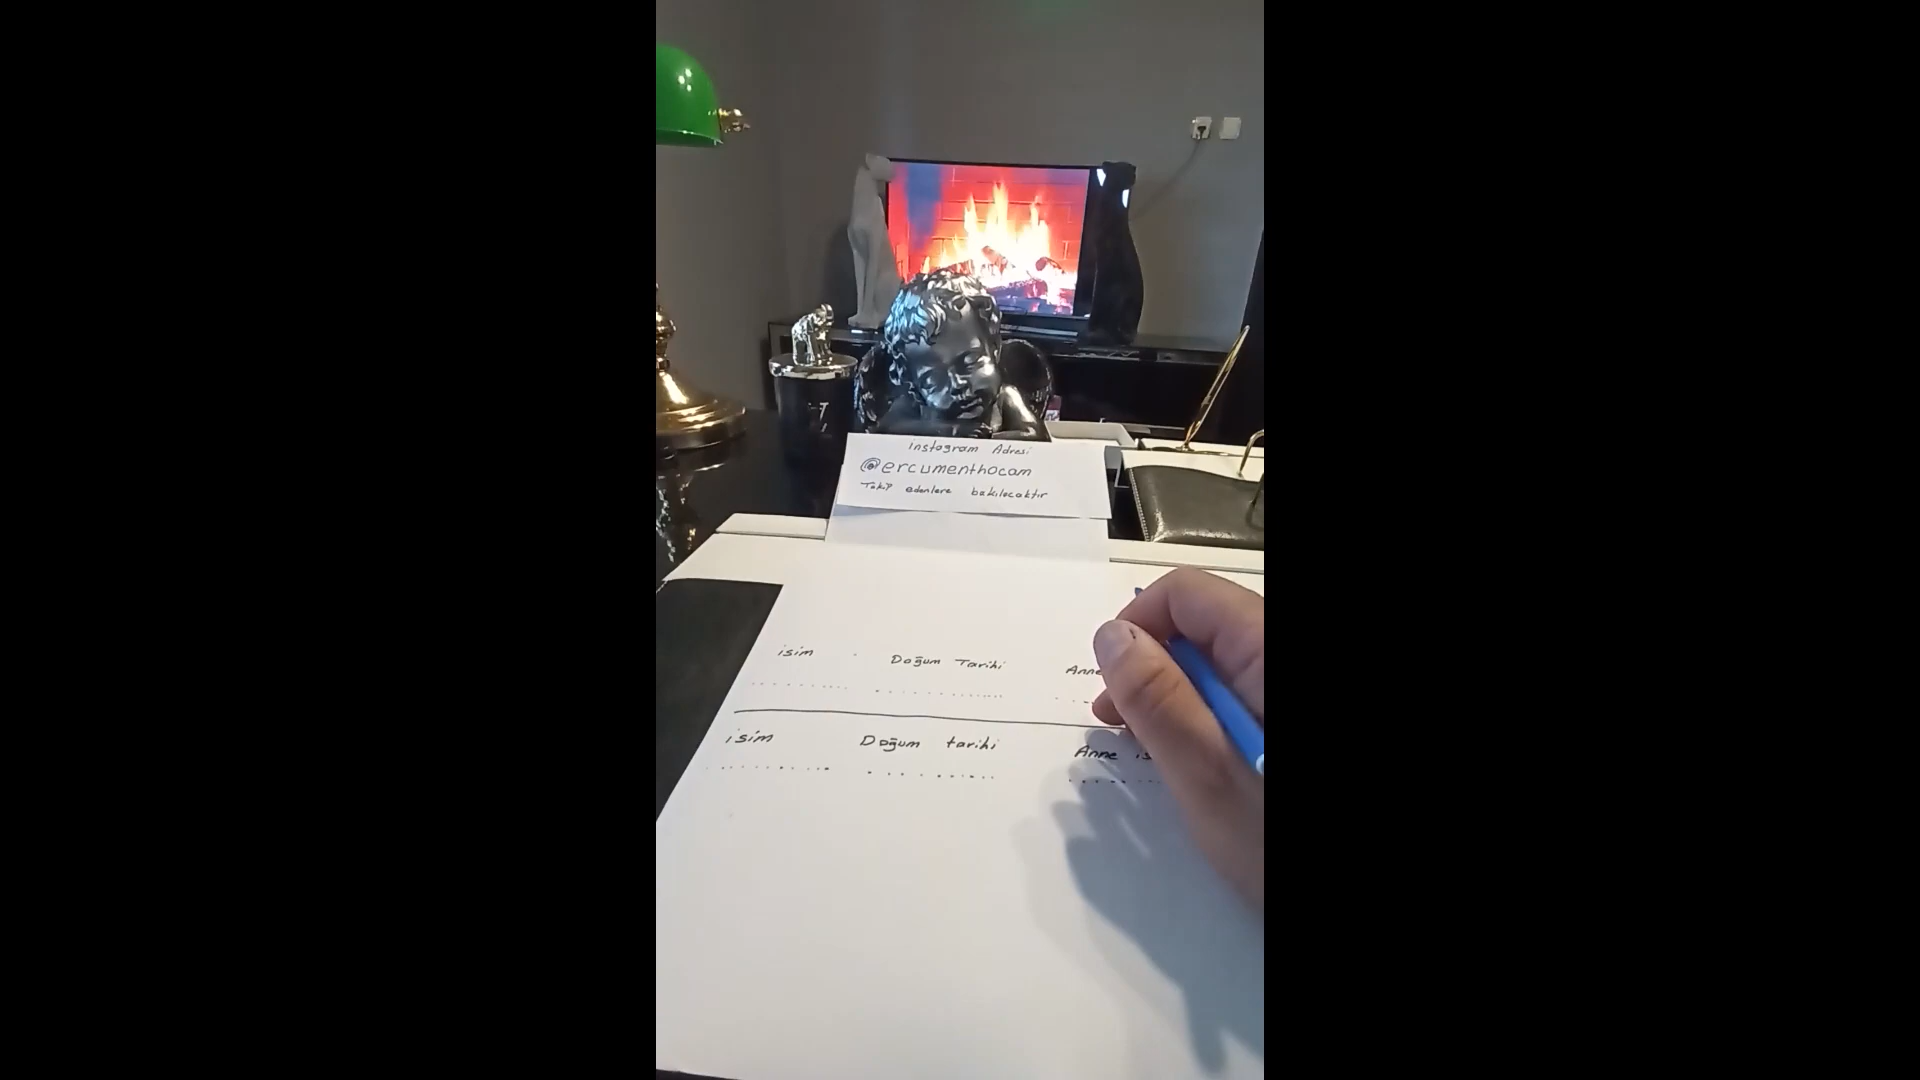 instagram Adresi
@ercumenthocam
Takip edenlere bakılacaktır
isim Doğum Tarihi Anne
isim Doğum tarihi Anne